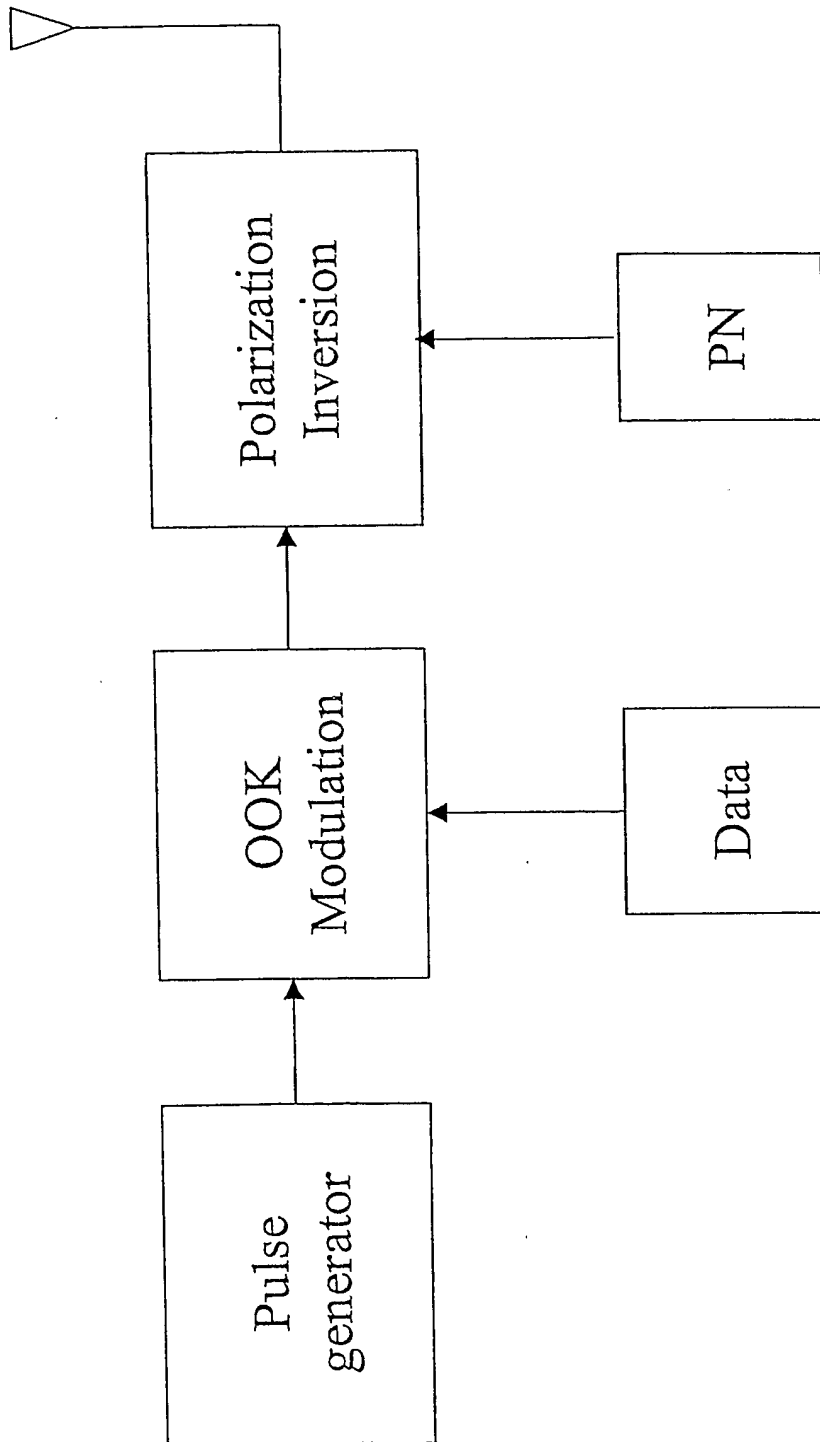 Pulse
generator
OOK
Modulation
Polarization
Inversion
Data
PN